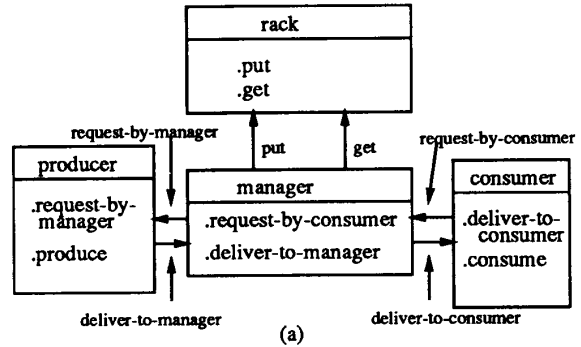 rack
.put
.get
request-by-manager
put
get
request-by-consumer
producer
.request-by-
manager
.produce
manager
.request-by-consumer
.deliver-to-manager
consumer
.deliver-to-
consumer
.consume
deliver-to-manager
deliver-to-consumer
(a)